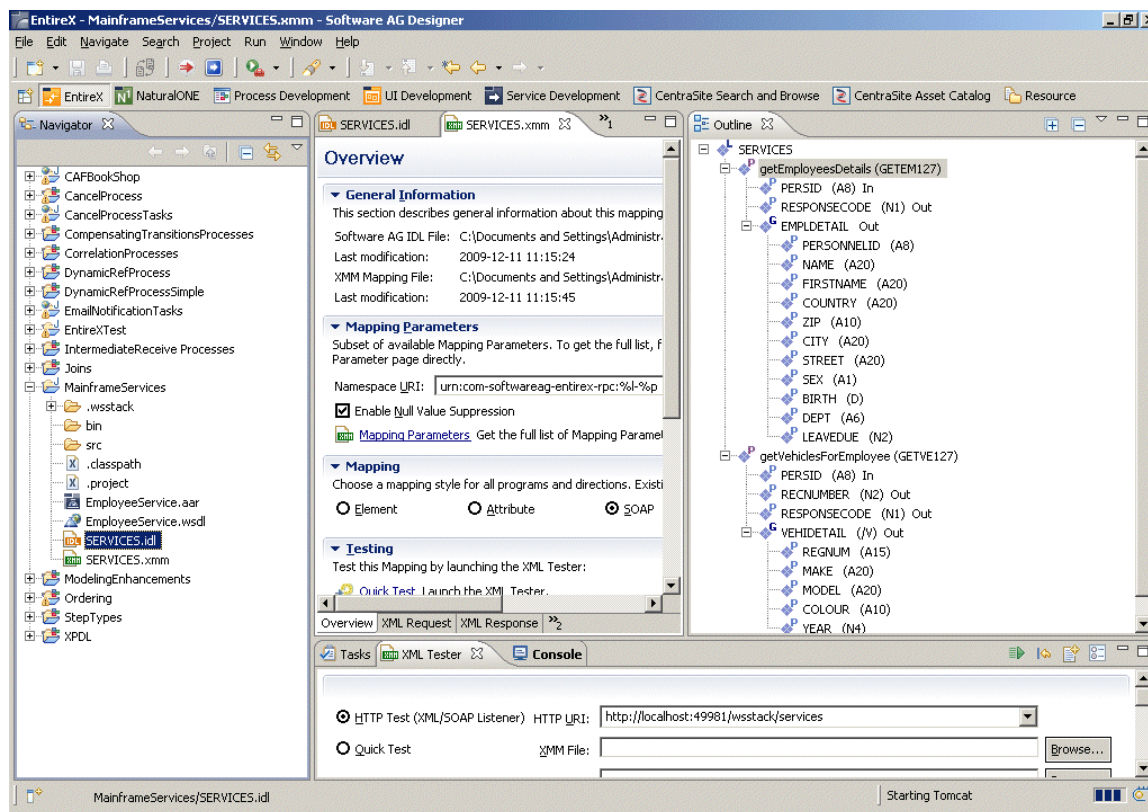 EntireX - MainframeServices/SERVICES.xmm - Software AG Designer
File Edit Navigate Search Project Run Window Help
EntireX NaturalONE Process Development UI Development Service Development CentraSite Search and Browse CentraSite Asset Catalog Resource
Navigator
CAFBookShop
CancelProcess
CancelProcessTasks
CompensatingTransitionsProcesses
CorrelationProcesses
DynamicRefProcess
DynamicRefProcessSimple
EmailNotificationTasks
EntireXTest
IntermediateReceive Processes
Joins
MainframeServices
.wsstack
bin
src
.classpath
.project
EmployeeService.aar
EmployeeService.wsdl
SERVICES.idl
SERVICES.xmm
ModelingEnhancements
Ordering
StepTypes
XPDL
SERVICES.idl SERVICES.xmm »1
Overview
General Information
This section describes general information about this mapping
Software AG IDL File: C:\Documents and Settings\Administr
Last modification: 2009-12-11 11:15:24
XMM Mapping File: C:\Documents and Settings\Administr
Last modification: 2009-12-11 11:15:45
Mapping Parameters
Subset of available Mapping Parameters. To get the full list, f
Parameter page directly.
Namespace URI: urn:com-softwareag-entirex-rpc:%l-%p
Enable Null Value Suppression
Mapping Parameters Get the full list of Mapping Paramet
Mapping
Choose a mapping style for all programs and directions. Existi
Element Attribute SOAP
Testing
Test this Mapping by launching the XML Tester:
Quick Test Launch the XML Tester.
Overview XML Request XML Response »2
Outline
SERVICES
getEmployeesDetails (GETEM127)
PERSID (A8) In
RESPONSECODE (N1) Out
EMPLDETAIL Out
PERSONNELID (A8)
NAME (A20)
FIRSTNAME (A20)
COUNTRY (A20)
ZIP (A10)
CITY (A20)
STREET (A20)
SEX (A1)
BIRTH (D)
DEPT (A6)
LEAVEDUE (N2)
getVehiclesForEmployee (GETVE127)
PERSID (A8) In
RECNUMBER (N2) Out
RESPONSECODE (N1) Out
VEHIDETAIL (/V) Out
REGNUM (A15)
MAKE (A20)
MODEL (A20)
COLOUR (A10)
YEAR (N4)
Tasks XML Tester Console
HTTP Test (XML/SOAP Listener) HTTP URI: http://localhost:49981/wsstack/services
Quick Test XMM File: Browse...
MainframeServices/SERVICES.idl
Starting Tomcat